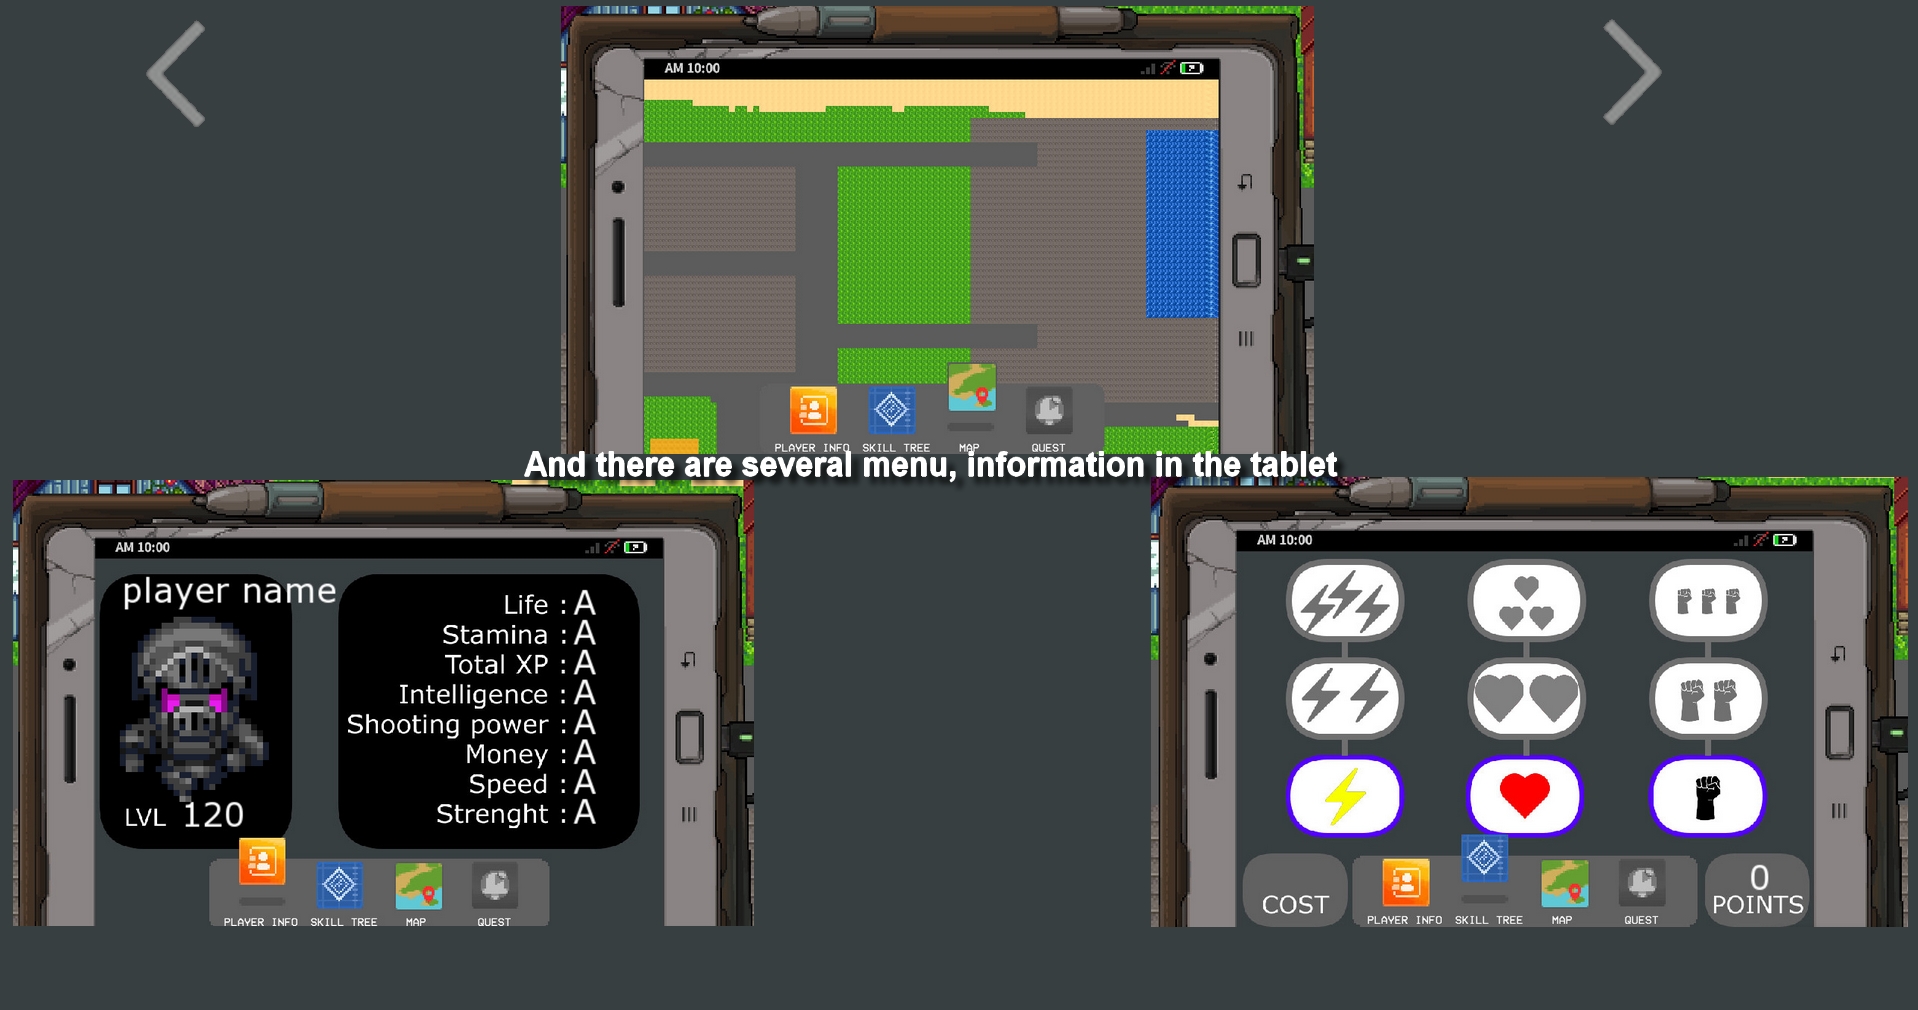 AM 10:00
PLAYER INFO SKILL TREE MAP QUEST
And there are several menu, information in the tablet
AM 10:00
player name
LVL 120
Life : A
Stamina : A
Total XP : A
Intelligence : A
Shooting power : A
Money : A
Speed : A
Strenght : A
PLAYER INFO SKILL TREE MAP QUEST
AM 10:00
COST
PLAYER INFO SKILL TREE MAP QUEST
0
POINTS